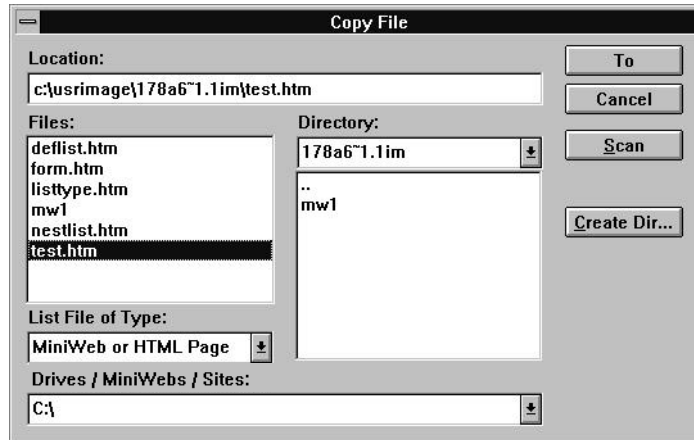 Copy File
Location:
c:\usrimage\178a6~1.1im\test.htm
To
Cancel
Scan
Create Dir...
Files:
deflist.htm
form.htm
listtype.htm
mw1
nestlist.htm
test.htm
Directory:
178a6~1.1im
..
mw1
List File of Type:
MiniWeb or HTML Page
Drives / MiniWebs / Sites:
C:\